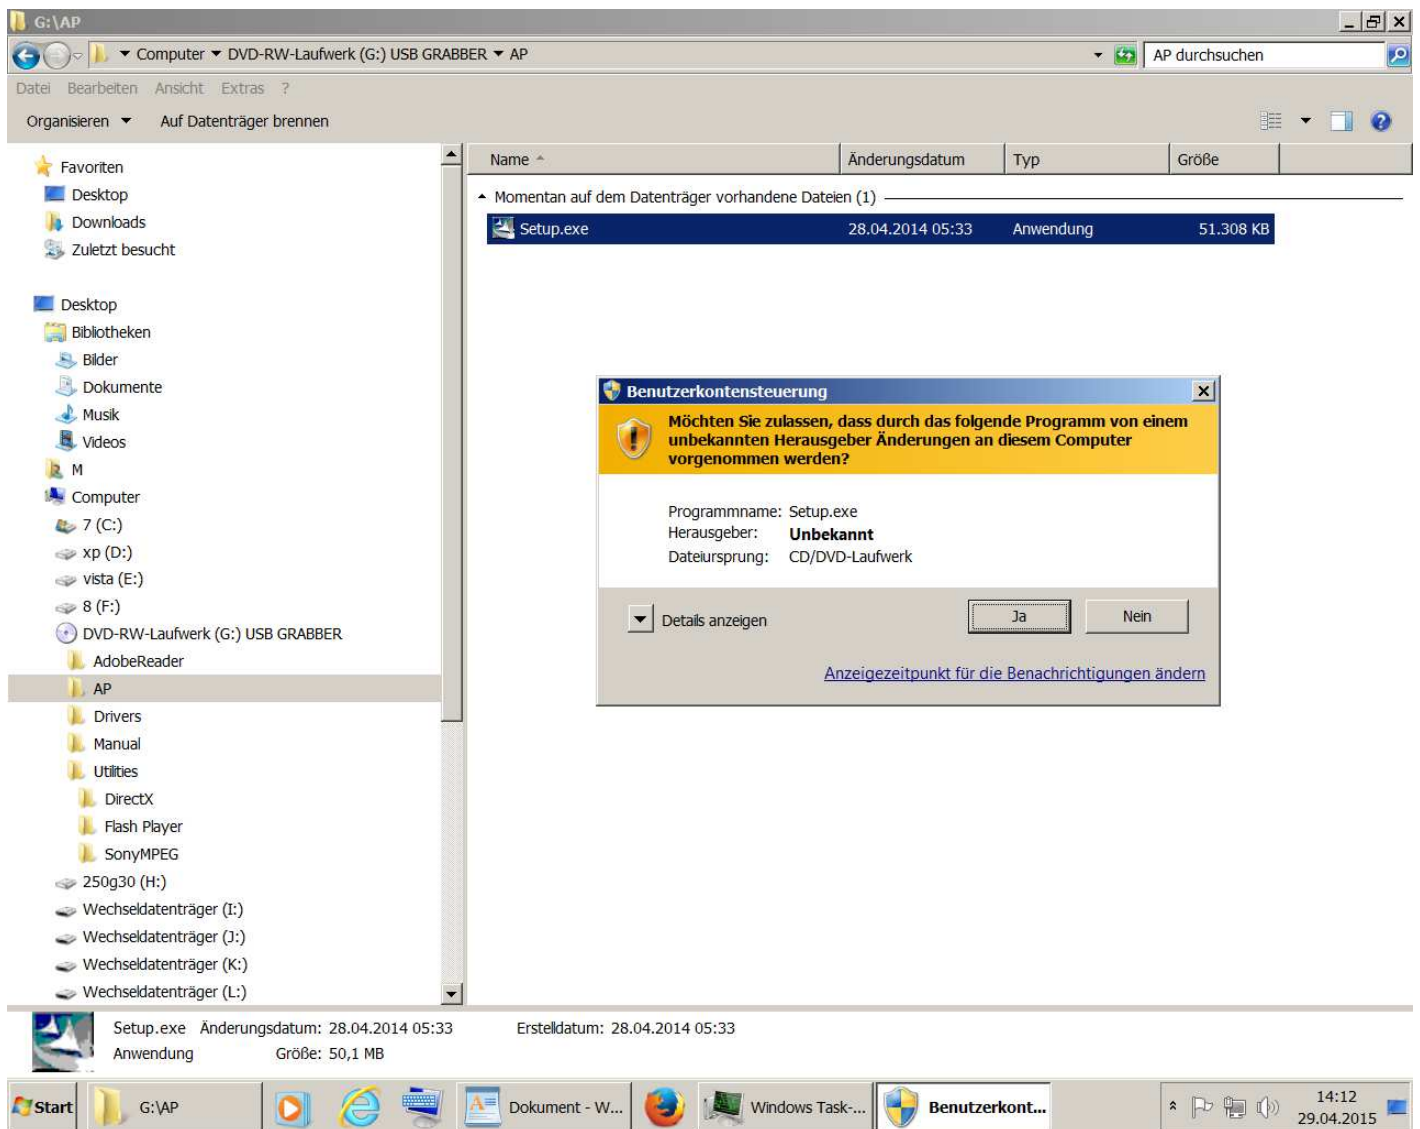 G:\AP
Computer DVD-RW-Laufwerk (G:) USB GRABBER AP
AP durchsuchen
Datei Bearbeiten Ansicht Extras ?
Organisieren Auf Datenträger brennen
Favoriten
Desktop
Downloads
Zuletzt besucht
Desktop
Bibliotheken
Bilder
Dokumente
Musik
Videos
M
Computer
7 (C:)
xp (D:)
vista (E:)
8 (F:)
DVD-RW-Laufwerk (G:) USB GRABBER
AdobeReader
AP
Drivers
Manual
Utilities
DirectX
Flash Player
SonyMPEG
250g30 (H:)
Wechseldatenträger (I:)
Wechseldatenträger (J:)
Wechseldatenträger (K:)
Wechseldatenträger (L:)
Name Änderungsdatum Typ Größe
Momentan auf dem Datenträger vorhandene Dateien (1)
Setup.exe 28.04.2014 05:33 Anwendung 51.308 KB
Benutzerkontensteuerung
Möchten Sie zulassen, dass durch das folgende Programm von einem
unbekannten Herausgeber Änderungen an diesem Computer
vorgenommen werden?
Programmname: Setup.exe
Herausgeber: Unbekannt
Dateiursprung: CD/DVD-Laufwerk
Details anzeigen Ja Nein
Anzeigezeitpunkt für die Benachrichtigungen ändern
Setup.exe Änderungsdatum: 28.04.2014 05:33 Erstelldatum: 28.04.2014 05:33
Anwendung Größe: 50,1 MB
Start G:\AP Dokument - W... Windows Task-... Benutzerkont...
14:12
29.04.2015